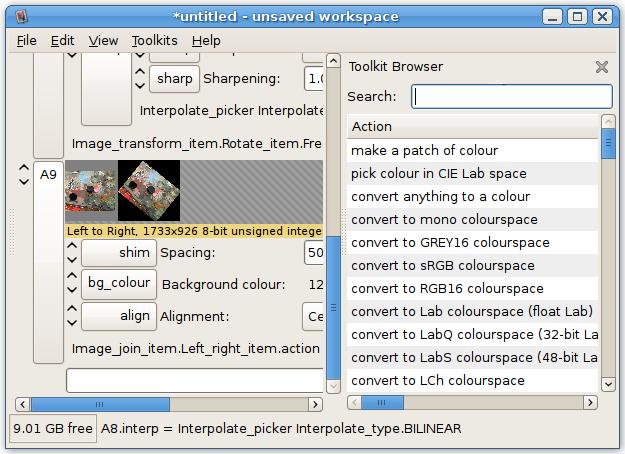 *untitled - unsaved workspace
File Edit View Toolkits Help
sharp Sharpening: 1.0
Interpolate_picker Interpolate
Image_transform_item.Rotate_item.Fre
A9
Left to Right, 1733x926 8-bit unsigned intege
shim Spacing: 50
bg_colour Background colour: 12
align Alignment: Ce
Image_join_item.Left_right_item.action
Toolkit Browser
Search:
Action
make a patch of colour
pick colour in CIE Lab space
convert anything to a colour
convert to mono colourspace
convert to GREY16 colourspace
convert to sRGB colourspace
convert to RGB16 colourspace
convert to Lab colourspace (float Lab)
convert to LabQ colourspace (32-bit La
convert to LabS colourspace (48-bit La
convert to LCh colourspace
9.01 GB free A8.interp = Interpolate_picker Interpolate_type.BILINEAR